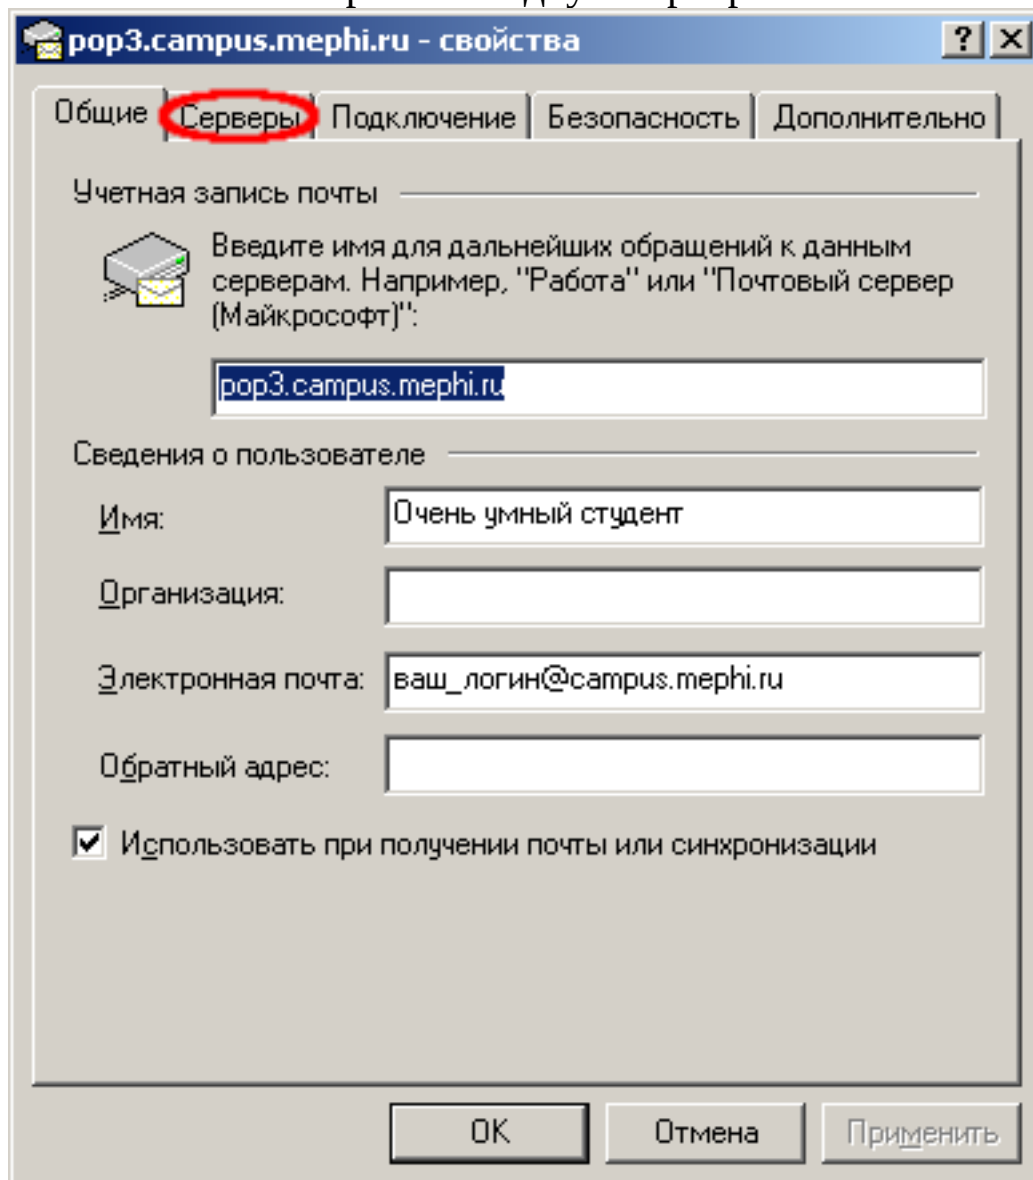 pop3.campus.mephi.ru - свойства
Общие Серверы Подключение Безопасность Дополнительно
Учетная запись почты
Введите имя для дальнейших обращений к данным
серверам. Например, "Работа" или "Почтовый сервер
(Майкрософт)":
pop3.campus.mephi.ru
Сведения о пользователе
Имя: Очень умный студент
Организация:
Электронная почта: ваш_логин@campus.mephi.ru
Обратный адрес:
Использовать при получении почты или синхронизации
OK Отмена Применить